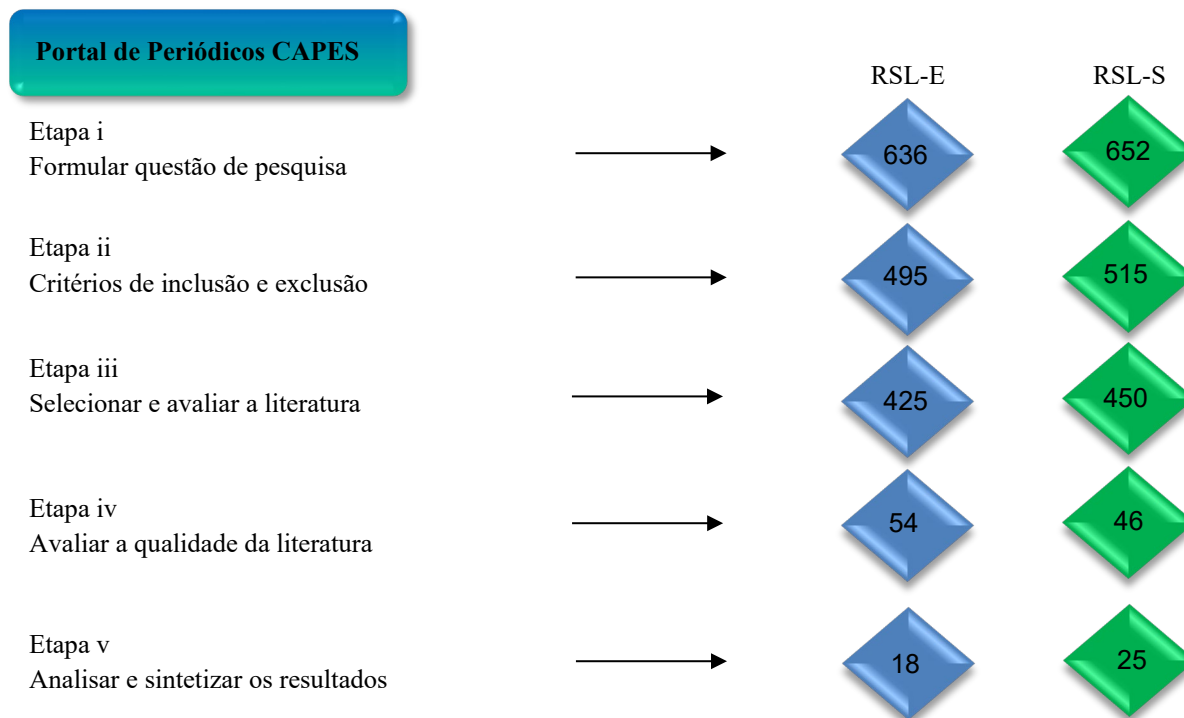 Portal de Periódicos CAPES
RSL-E RSL-S
Etapa i
Formular questão de pesquisa
636 652
Etapa ii
Critérios de inclusão e exclusão
495 515
Etapa iii
Selecionar e avaliar a literatura
425 450
Etapa iv
Avaliar a qualidade da literatura
54 46
Etapa v
Analisar e sintetizar os resultados
18 25